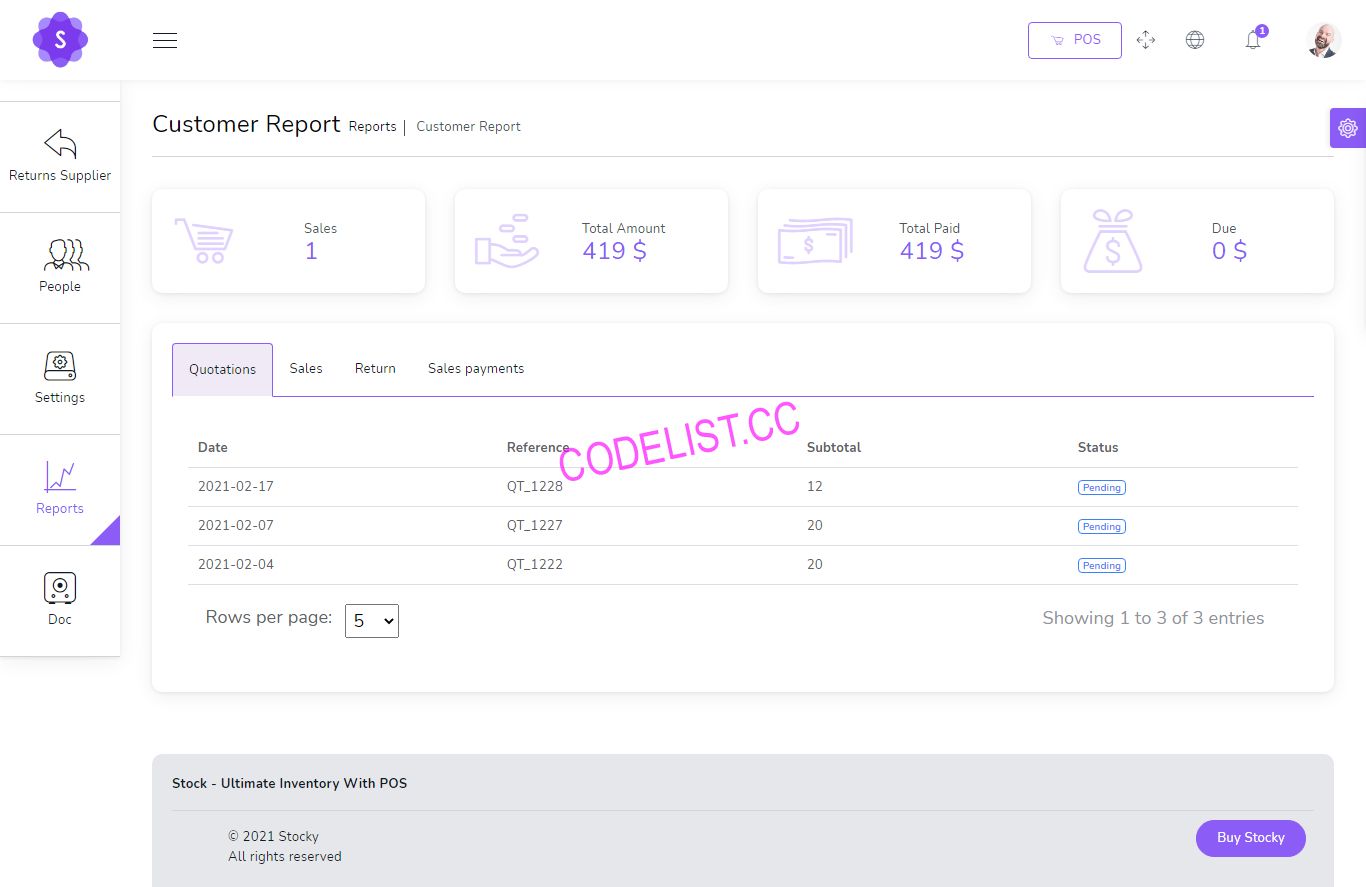 S
POS
1
Returns Supplier
People
Settings
Reports
Doc
Customer Report Reports | Customer Report
Sales
1
Total Amount
419 $
Total Paid
419 $
Due
0 $
Quotations Sales Return Sales payments
CODELIST.CC
Date Reference Subtotal Status
2021-02-17 QT_1228 12 Pending
2021-02-07 QT_1227 20 Pending
2021-02-04 QT_1222 20 Pending
Rows per page: 5 Showing 1 to 3 of 3 entries
Stock - Ultimate Inventory With POS
© 2021 Stocky
All rights reserved
Buy Stocky